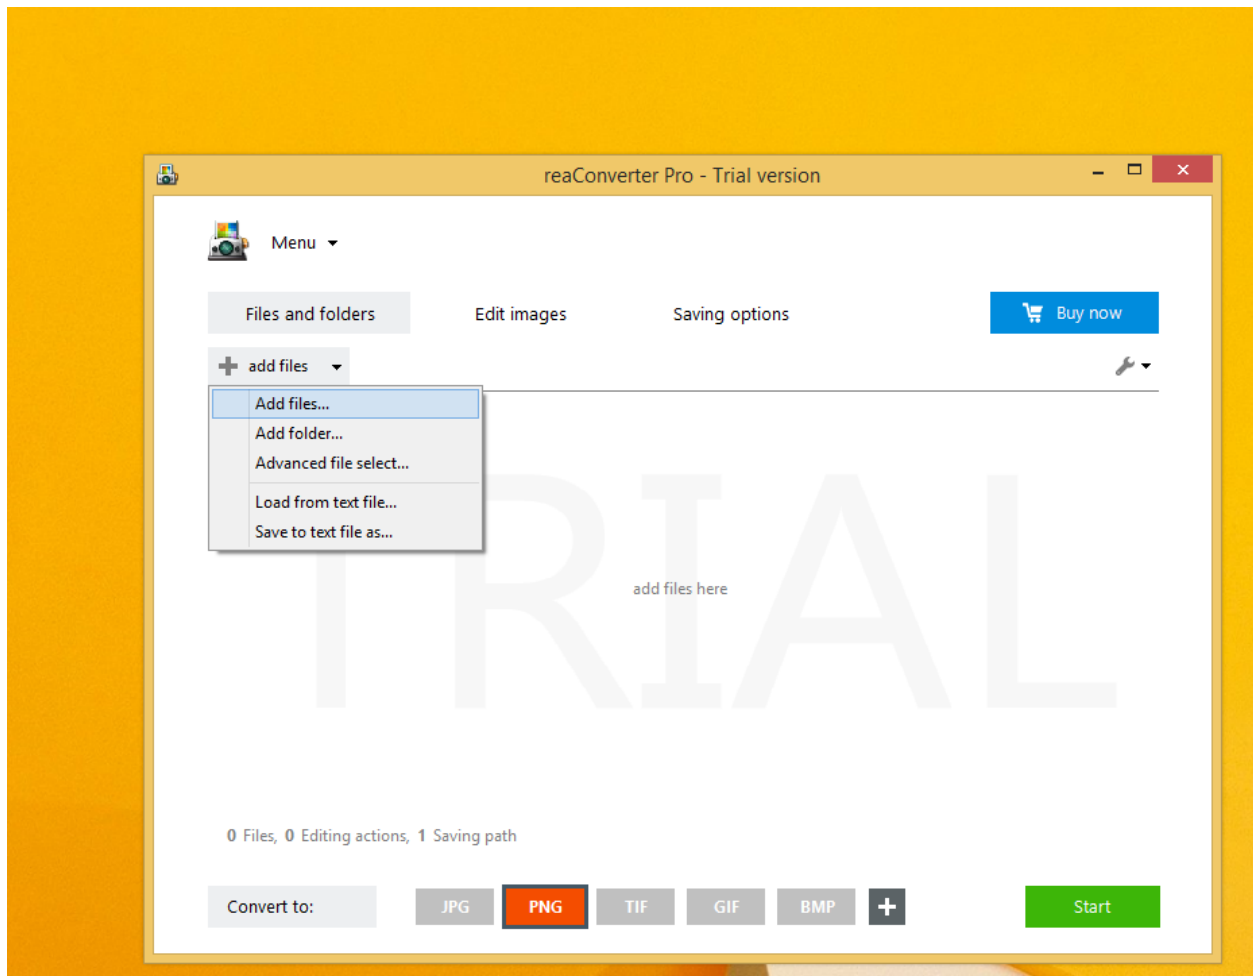 reaConverter Pro - Trial version
Menu
Files and folders Edit images Saving options Buy now
add files
Add files...
Add folder...
Advanced file select...
Load from text file...
Save to text file as...
TRIAL
add files here
0 Files, 0 Editing actions, 1 Saving path
Convert to: JPG PNG TIF GIF BMP Start